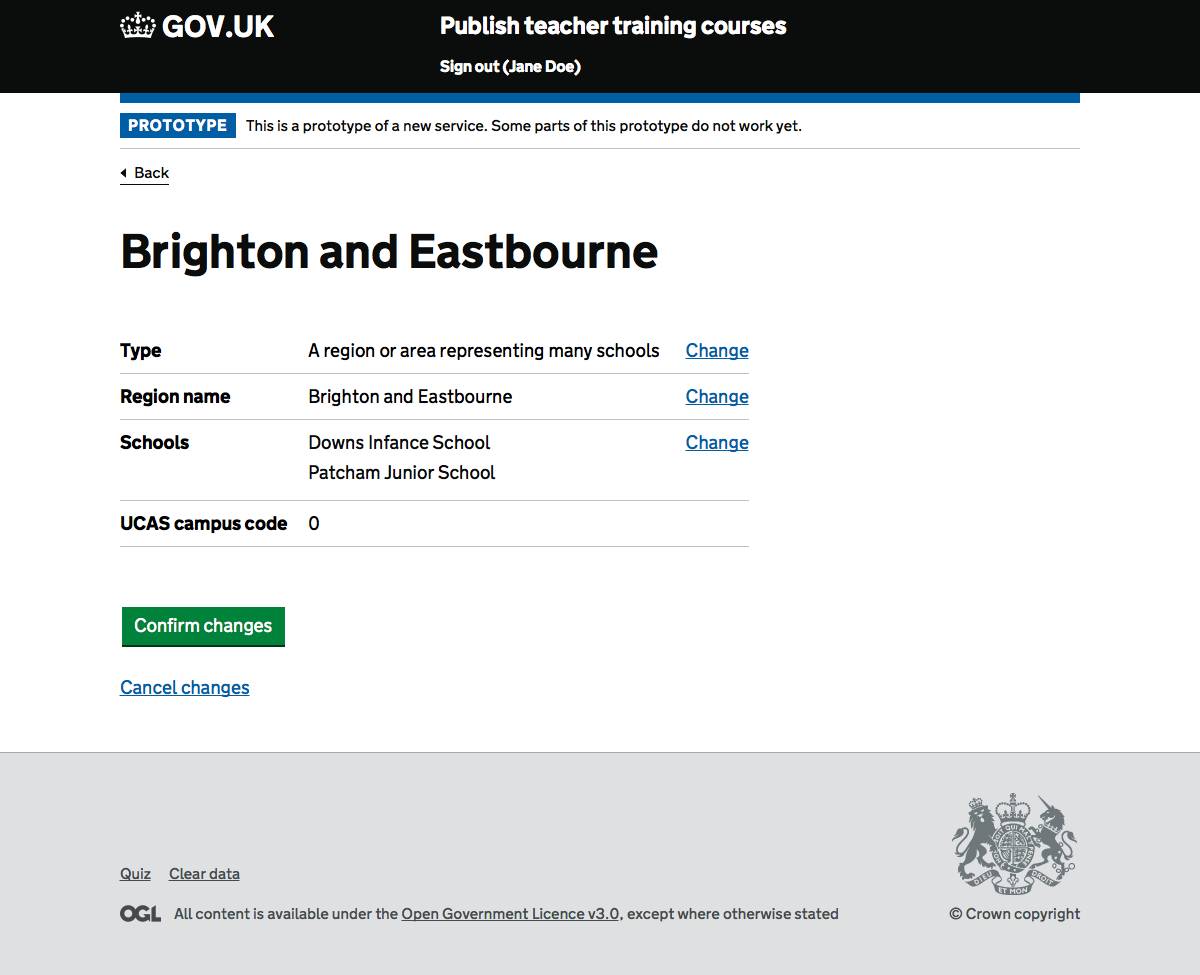 GOV.UK
Publish teacher training courses
Sign out (Jane Doe)
PROTOTYPE This is a prototype of a new service. Some parts of this prototype do not work yet.
Back
Brighton and Eastbourne
Type A region or area representing many schools Change
Region name Brighton and Eastbourne Change
Schools Downs Infance School Change
Patcham Junior School
UCAS campus code 0
Confirm changes
Cancel changes
Quiz Clear data
OGL All content is available under the Open Government Licence v3.0, except where otherwise stated
DIEU ET MON DROIT
© Crown copyright